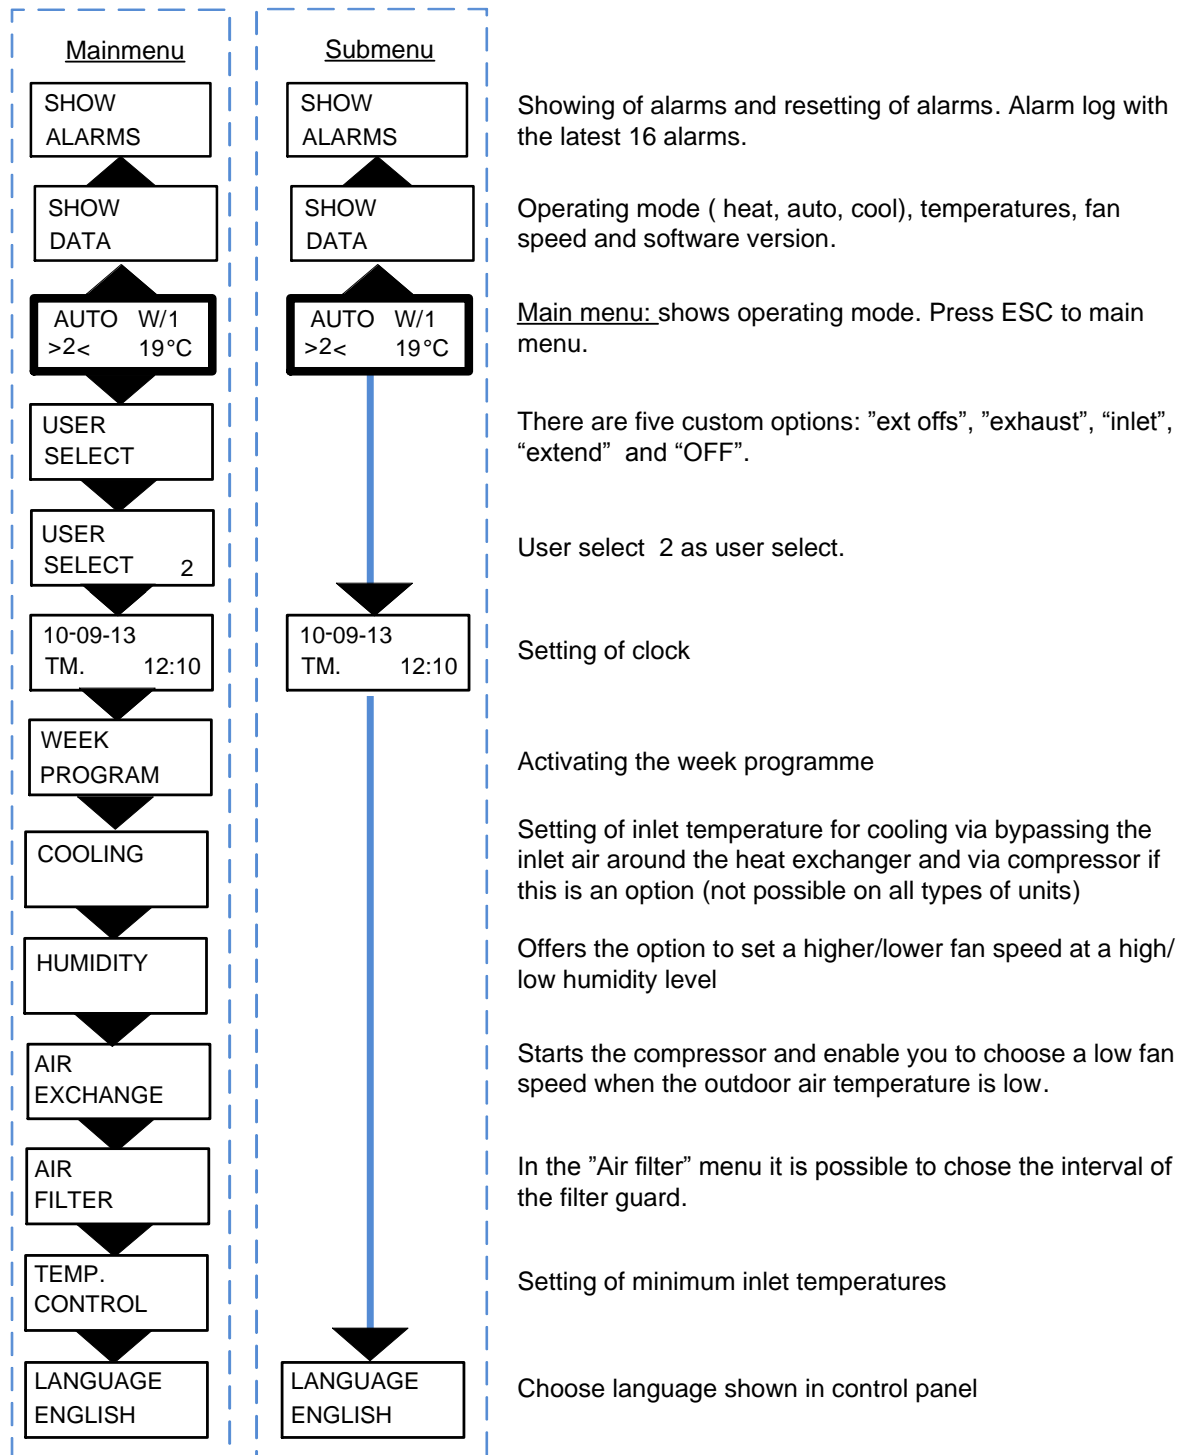 Mainmenu
Submenu
SHOW
ALARMS
SHOW
ALARMS
Showing of alarms and resetting of alarms. Alarm log with
the latest 16 alarms.
SHOW
DATA
SHOW
DATA
Operating mode ( heat, auto, cool), temperatures, fan
speed and software version.
AUTO W/1
>2< 19°C
AUTO W/1
>2< 19°C
Main menu: shows operating mode. Press ESC to main
menu.
USER
SELECT
There are five custom options: ”ext offs”, ”exhaust”, “inlet”,
“extend” and “OFF”.
USER
SELECT 2
User select 2 as user select.
10-09-13
TM. 12:10
10-09-13
TM. 12:10
Setting of clock
WEEK
PROGRAM
Activating the week programme
COOLING
Setting of inlet temperature for cooling via bypassing the
inlet air around the heat exchanger and via compressor if
this is an option (not possible on all types of units)
HUMIDITY
Offers the option to set a higher/lower fan speed at a high/
low humidity level
AIR
EXCHANGE
Starts the compressor and enable you to choose a low fan
speed when the outdoor air temperature is low.
AIR
FILTER
In the ”Air filter” menu it is possible to chose the interval of
the filter guard.
TEMP.
CONTROL
Setting of minimum inlet temperatures
LANGUAGE
ENGLISH
LANGUAGE
ENGLISH
Choose language shown in control panel